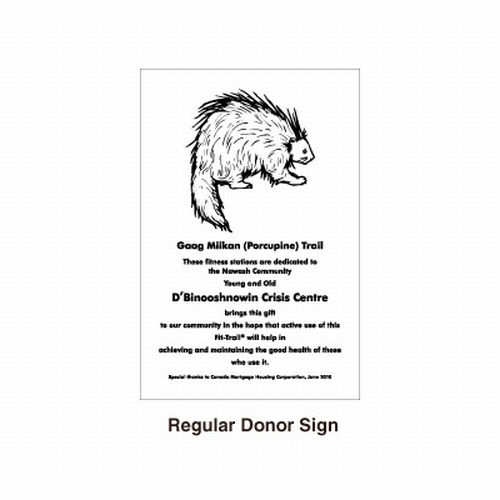 Gaag Miikan (Porcupine) Trail
These fitness stations are dedicated to
the Nawash Community
Young and Old
D'Binooshnowin Crisis Centre
brings this gift
to our community in the hope that active use of this
Fit-Trail® will help in
achieving and maintaining the good health of those
who use it.
Special thanks to Canada Mortgage Housing Corporation, June 2010
Regular Donor Sign